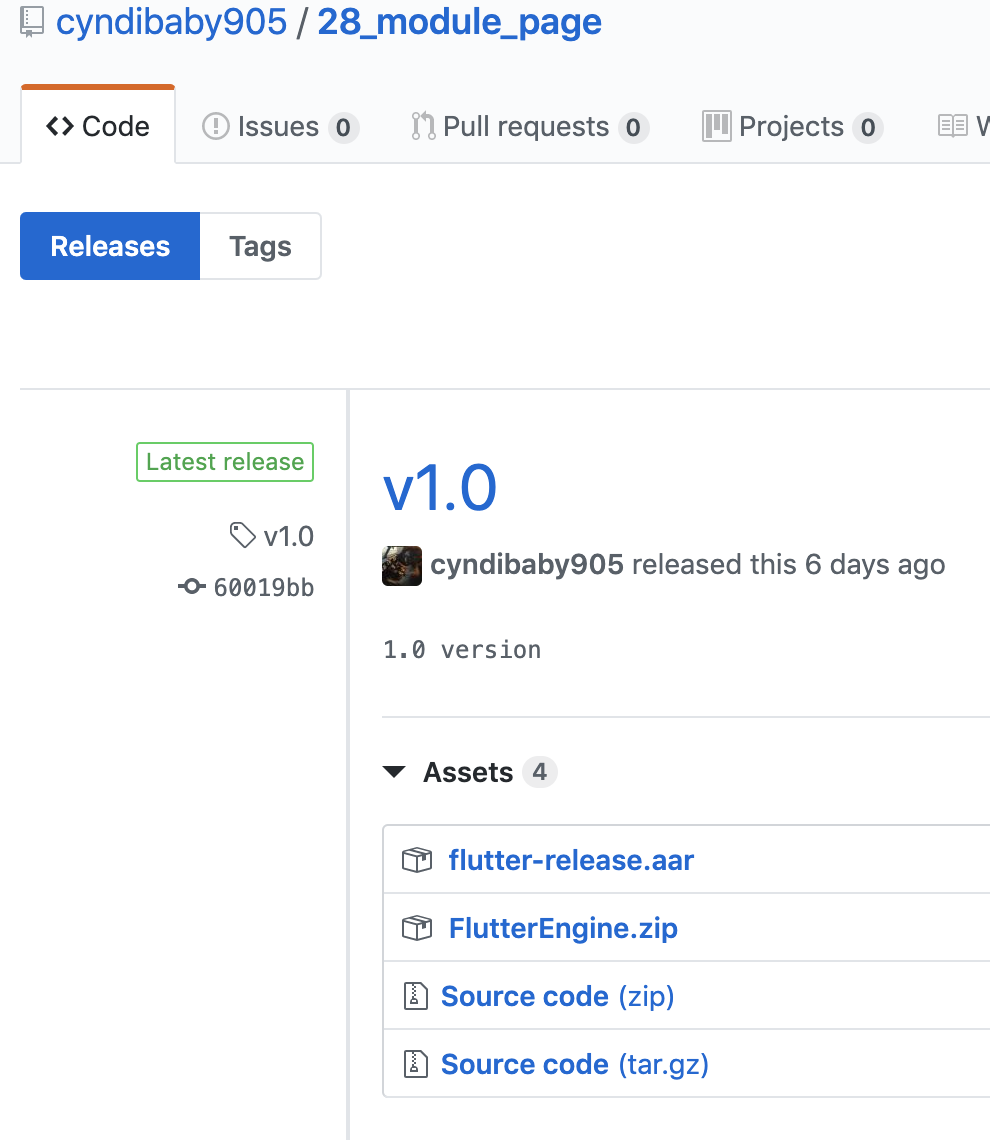 cyndibaby905 / 28_module_page
Code Issues 0 Pull requests 0 Projects 0
Releases Tags
Latest release
v1.0
60019bb
v1.0
cyndibaby905 released this 6 days ago
1.0 version
Assets 4
flutter-release.aar
FlutterEngine.zip
Source code (zip)
Source code (tar.gz)